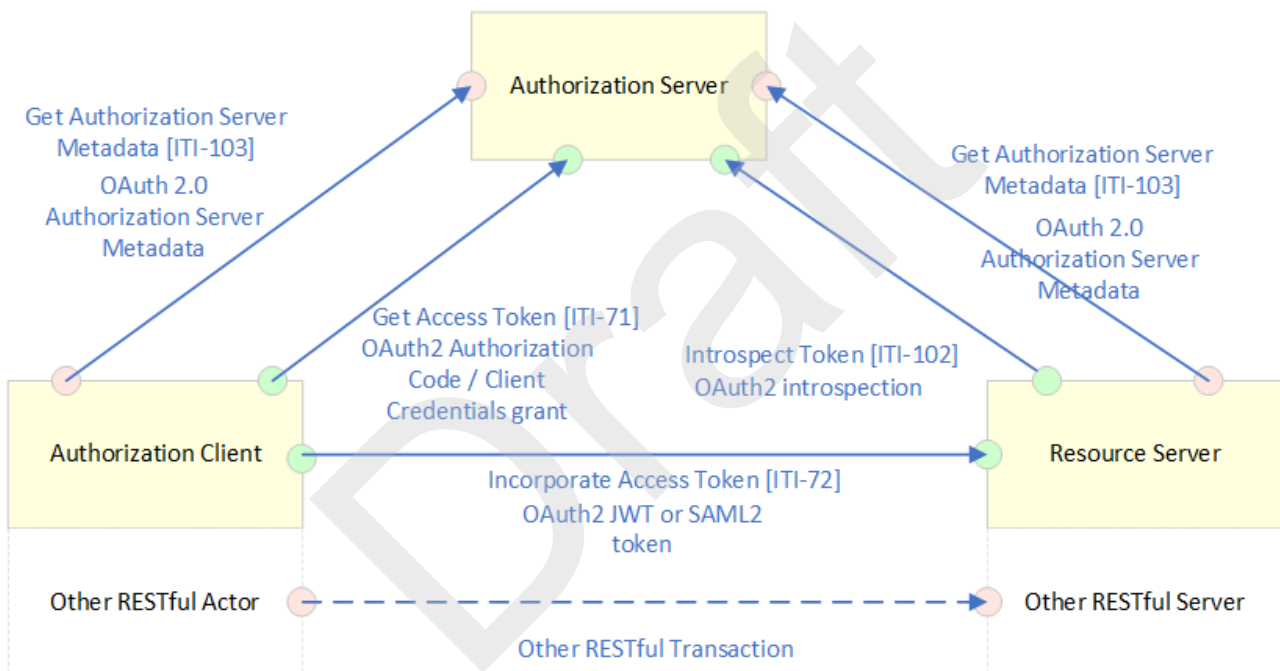 Authorization Server
Get Authorization Server
Metadata [ITI-103]
OAuth 2.0
Authorization Server
Metadata
Get Authorization Server
Metadata [ITI-103]
OAuth 2.0
Authorization Server
Metadata
Get Access Token [ITI-71]
OAuth2 Authorization
Code / Client
Credentials grant
Introspect Token [ITI-102]
OAuth2 introspection
Authorization Client
Resource Server
Incorporate Access Token [ITI-72]
OAuth2 JWT or SAML2
token
Other RESTful Actor
Other RESTful Server
Other RESTful Transaction
Draft